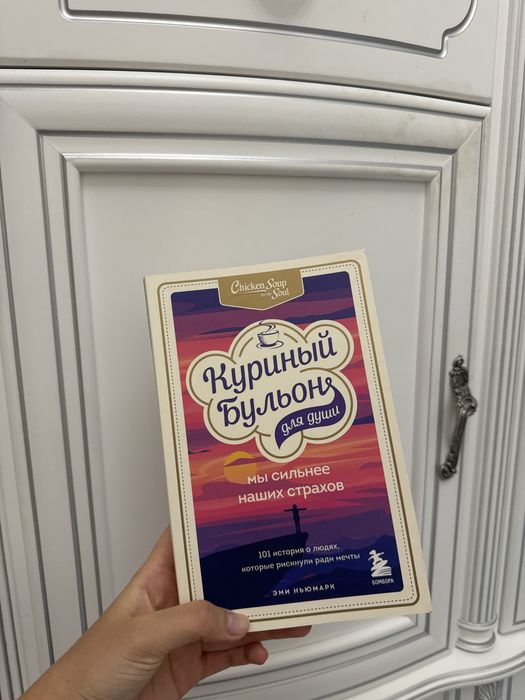 Chicken Soup
for the Soul
Куриный
Бульон
для души
мы сильнее
наших страхов
101 история о людях,
которые рискнули ради мечты
ЭМИ НЬЮМАРК
БОМБОРА